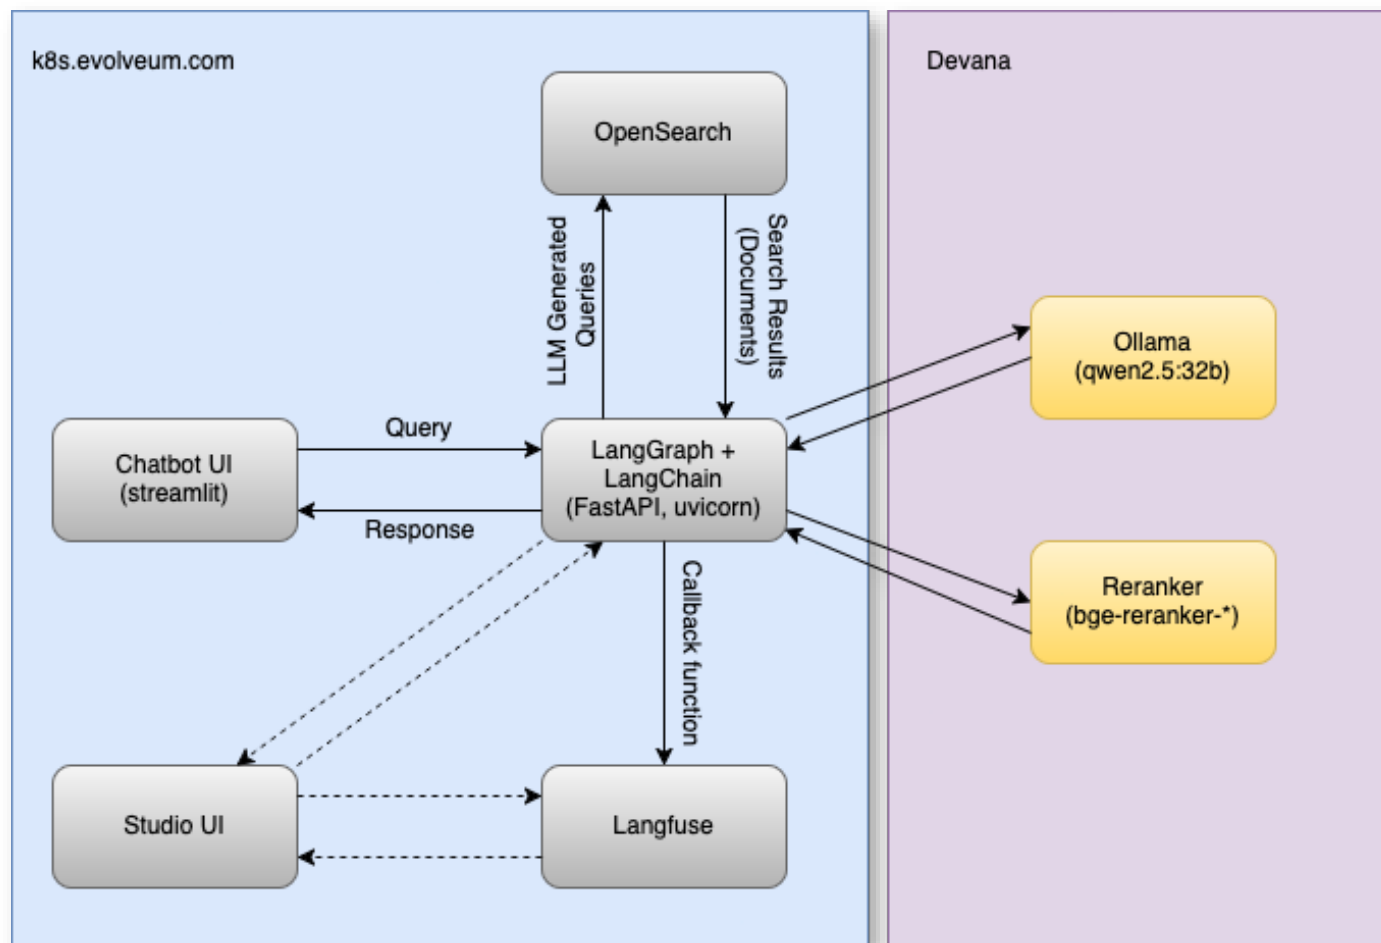 k8s.evolveum.com
Devana
OpenSearch
LLM Generated
Queries
Search Results
(Documents)
Ollama
(qwen2.5:32b)
Chatbot UI
(streamlit)
Query
Response
LangGraph +
LangChain
(FastAPI, uvicorn)
Reranker
(bge-reranker-*)
Callback function
Studio UI
Langfuse